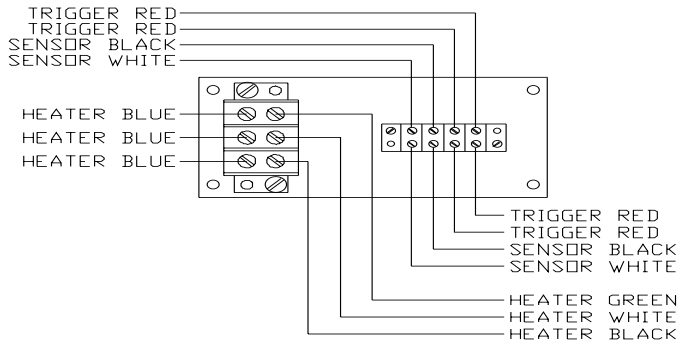 TRIGGER RED
TRIGGER RED
SENSOR BLACK
SENSOR WHITE
HEATER BLUE
HEATER BLUE
HEATER BLUE
TRIGGER RED
TRIGGER RED
SENSOR BLACK
SENSOR WHITE
HEATER GREEN
HEATER WHITE
HEATER BLACK